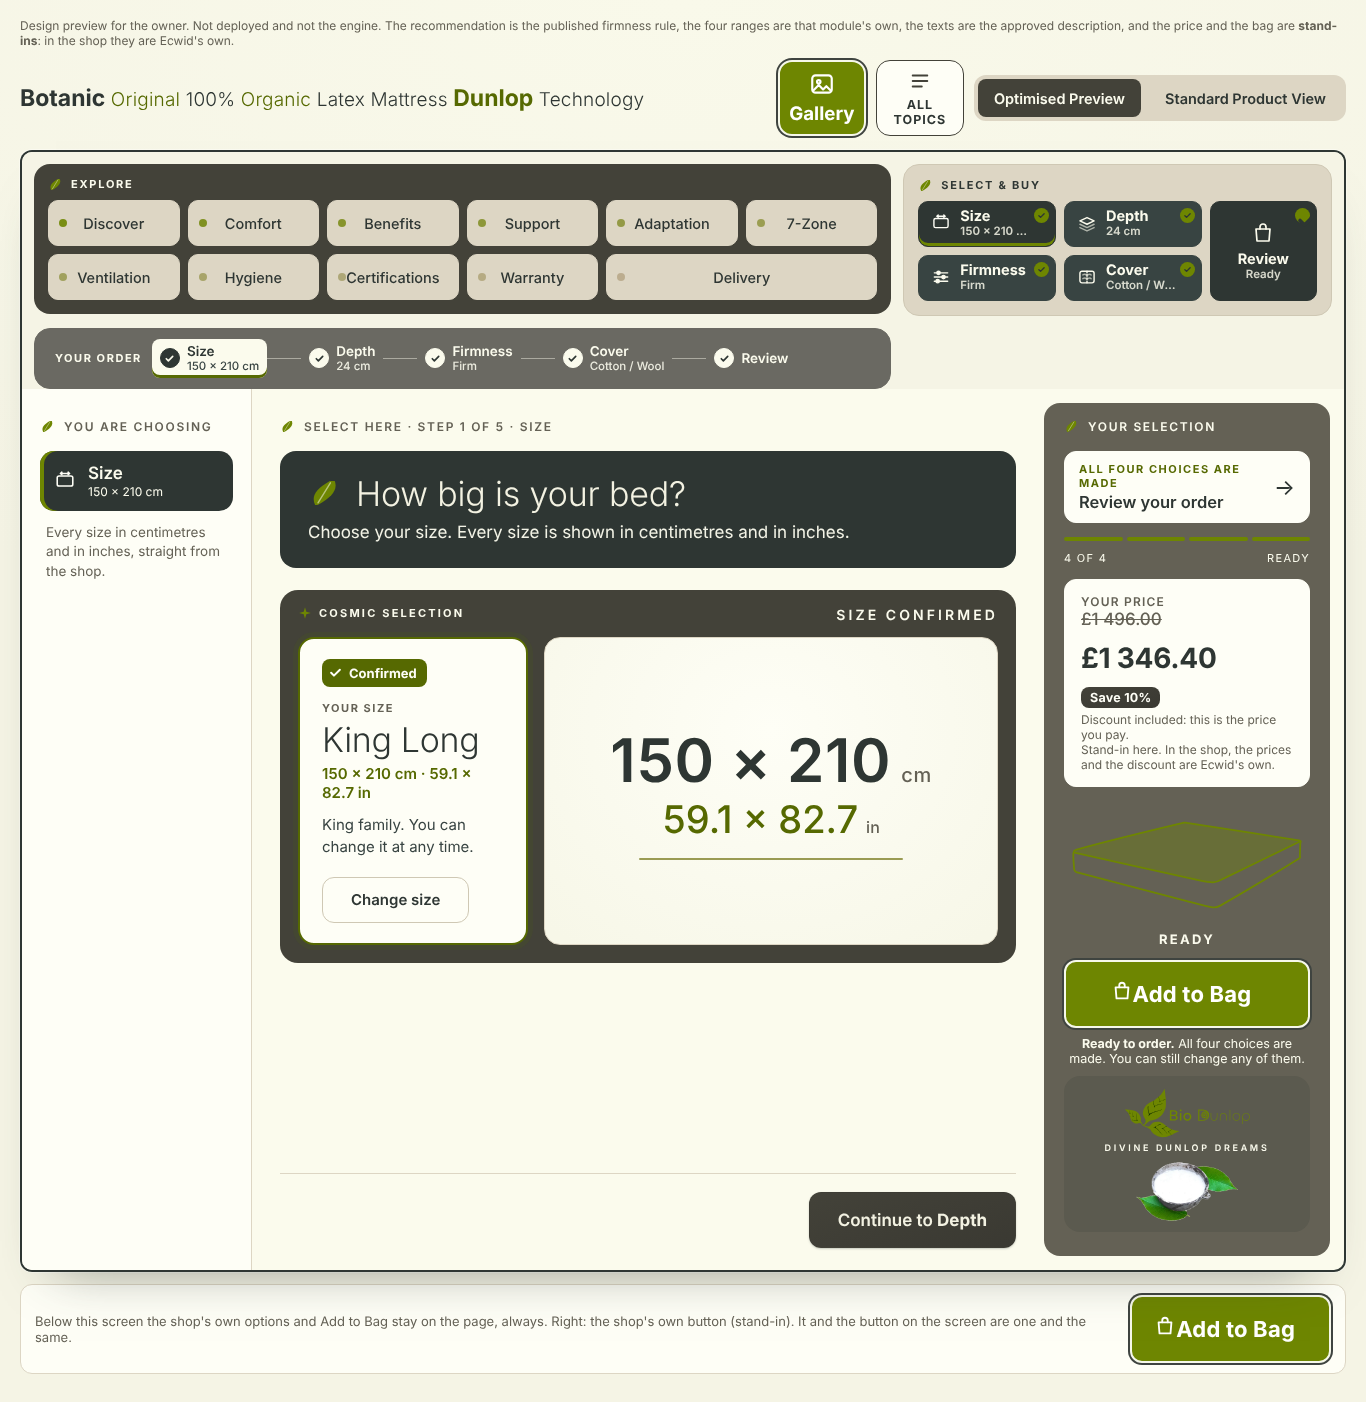 Design preview for the owner. Not deployed and not the engine. The recommendation is the published firmness rule, the four ranges are that module's own, the texts are the approved description, and the price and the bag are stand-
ins: in the shop they are Ecwid's own.
Botanic Original 100% Organic Latex Mattress Dunlop Technology
Gallery
ALL
TOPICS
Optimised Preview
Standard Product View
EXPLORE
Discover
Comfort
Benefits
Support
Adaptation
7-Zone
Ventilation
Hygiene
Certifications
Warranty
Delivery
SELECT & BUY
Size
150 × 210 ...
Depth
24 cm
Firmness
Firm
Cover
Cotton / W...
Review
Ready
YOUR ORDER
Size
150 × 210 cm
Depth
24 cm
Firmness
Firm
Cover
Cotton / Wool
Review
YOU ARE CHOOSING
Size
150 × 210 cm
Every size in centimetres
and in inches, straight from
the shop.
SELECT HERE · STEP 1 OF 5 · SIZE
How big is your bed?
Choose your size. Every size is shown in centimetres and in inches.
COSMIC SELECTION
SIZE CONFIRMED
Confirmed
YOUR SIZE
King Long
150 × 210 cm · 59.1 ×
82.7 in
King family. You can
change it at any time.
Change size
150 × 210 cm
59.1 × 82.7 in
Continue to Depth
YOUR SELECTION
ALL FOUR CHOICES ARE
MADE
Review your order
4 OF 4
READY
YOUR PRICE
£1 496.00
£1 346.40
Save 10%
Discount included: this is the price
you pay.
Stand-in here. In the shop, the prices
and the discount are Ecwid's own.
READY
Add to Bag
Ready to order. All four choices are
made. You can still change any of them.
Bio Dunlop
DIVINE DUNLOP DREAMS
Below this screen the shop's own options and Add to Bag stay on the page, always. Right: the shop's own button (stand-in). It and the button on the screen are one and the
same.
Add to Bag